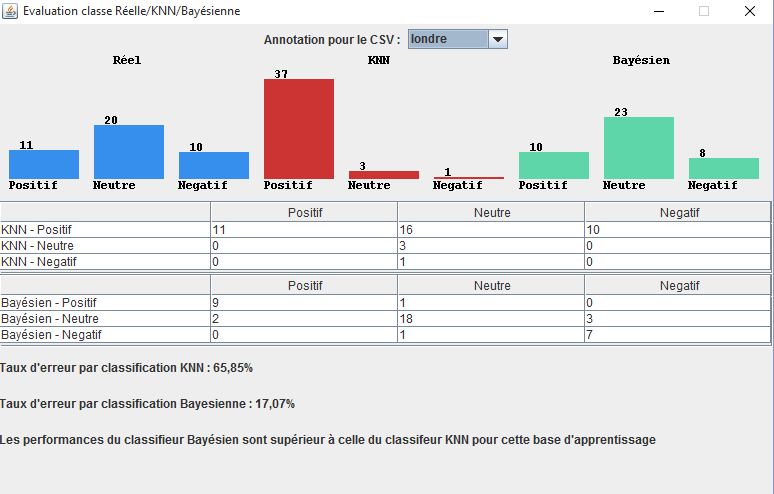 Evaluation classe Réelle/KNN/Bayésienne
Annotation pour le CSV : londre
Réel KNN Bayésien
11 20 10 37 3 1 10 23 8
Positif Neutre Negatif Positif Neutre Negatif Positif Neutre Negatif
Positif Neutre Negatif
KNN - Positif 11 16 10
KNN - Neutre 0 3 0
KNN - Negatif 0 1 0
Positif Neutre Negatif
Bayésien - Positif 9 1 0
Bayésien - Neutre 2 18 3
Bayésien - Negatif 0 1 7
Taux d'erreur par classification KNN : 65,85%
Taux d'erreur par classification Bayesienne : 17,07%
Les performances du classifieur Bayésien sont supérieur à celle du classifeur KNN pour cette base d'apprentissage